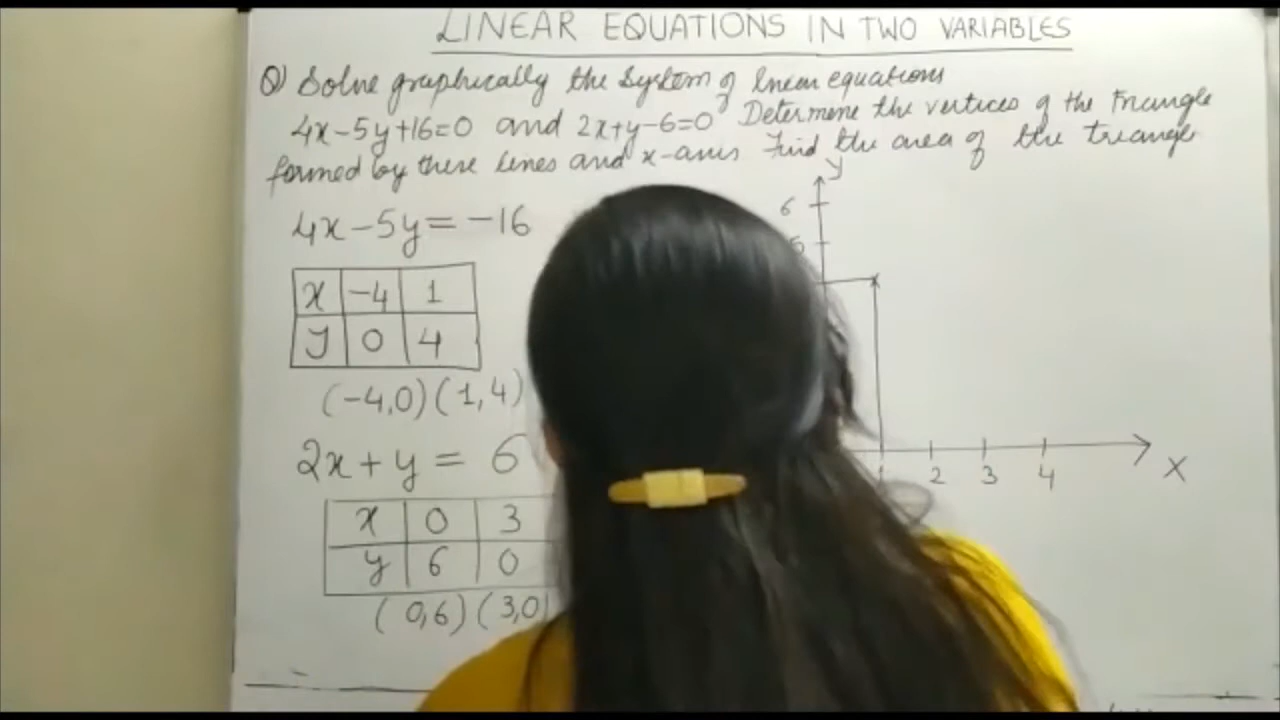 LINEAR EQUATIONS IN TWO VARIABLES
Q) Solve graphically the system of linear equations
4x-5y+16=0 and 2x+y-6=0 Determine the vertices of the triangle
formed by these lines and x-axis Find the area of the triangle
y
6
5
4x-5y=-16
X -4 1
Y 0 4
(-4,0) (1,4)
2x+y = 6
x 0 3
y 6 0
(0,6) (3,0)
1 2 3 4 X